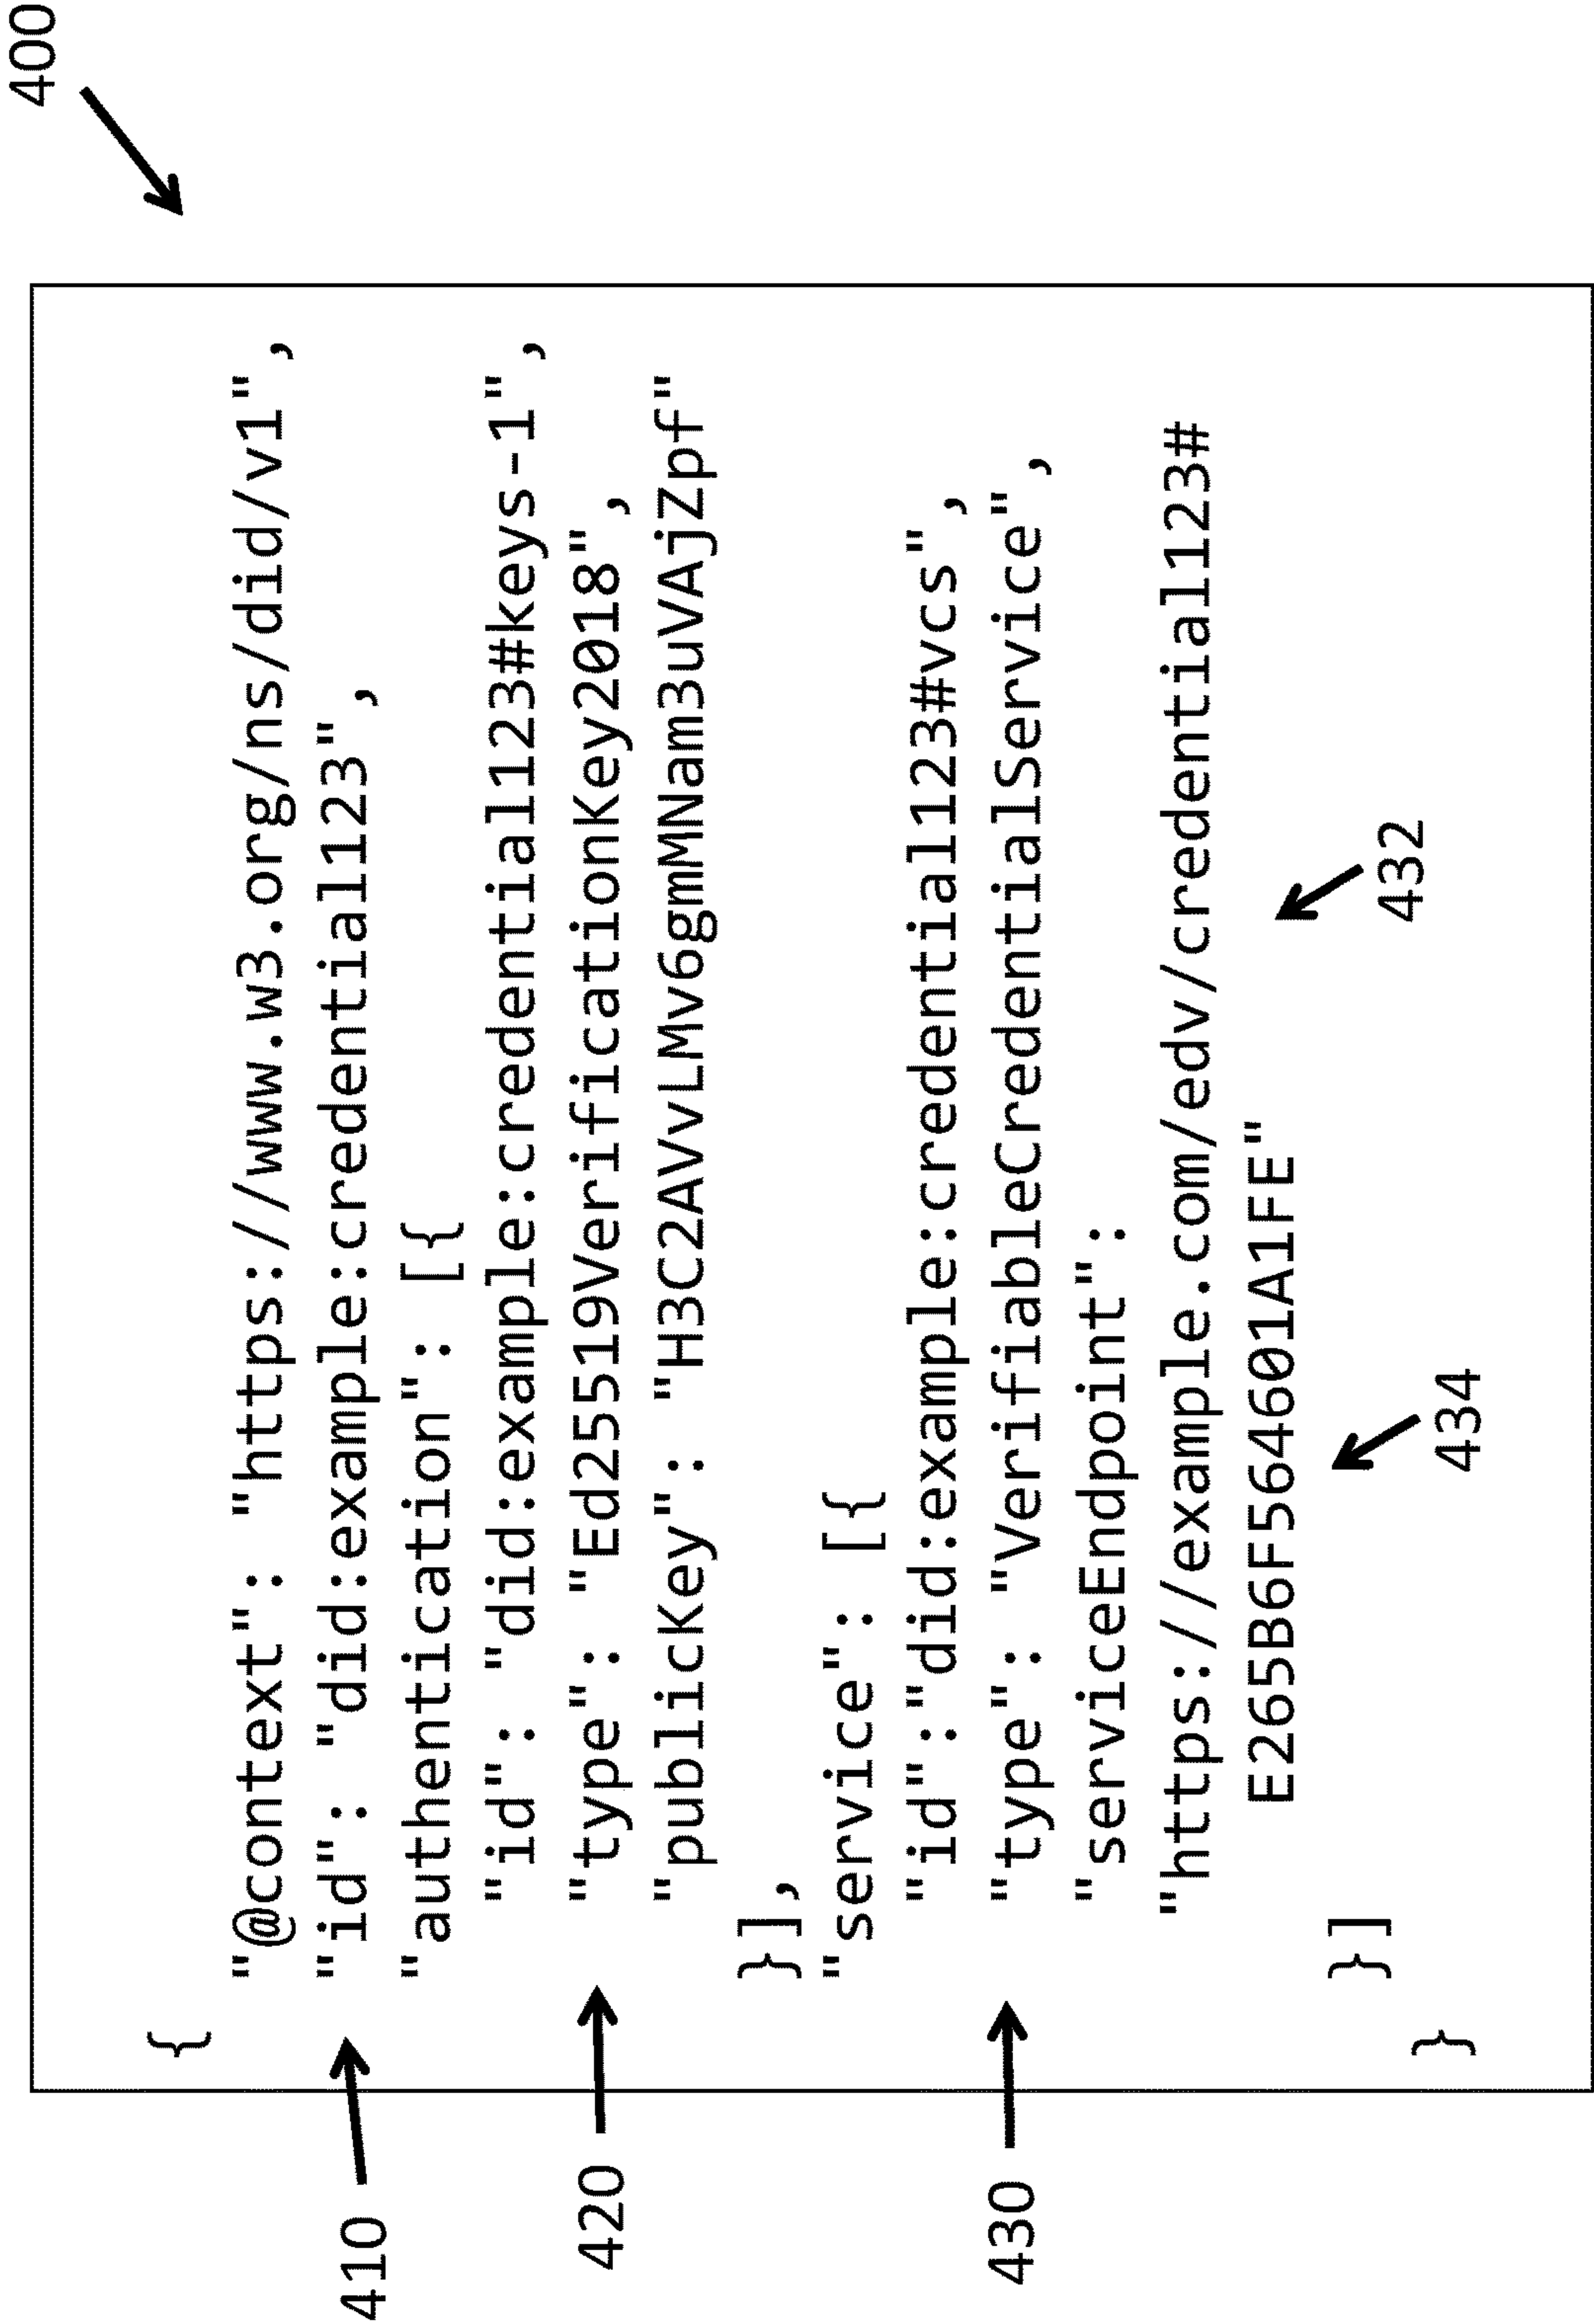 400
{
"@context": "https://www.w3.org/ns/did/v1",
410
"id": "did:example:credential123",
"authentication": [{
"id": "did:example:credential123#keys-1",
420
"type": "Ed25519VerificationKey2018",
"publicKey": "H3C2AVvLMv6gmMNam3uVAjZpf"
}],
"service": [{
"id":"did:example:credential123#vcs",
430
"type": "VerifiableCredentialService",
"serviceEndpoint":
"https://example.com/edv/credential123#
E265B6F564601A1FE"
}]
432
434
}